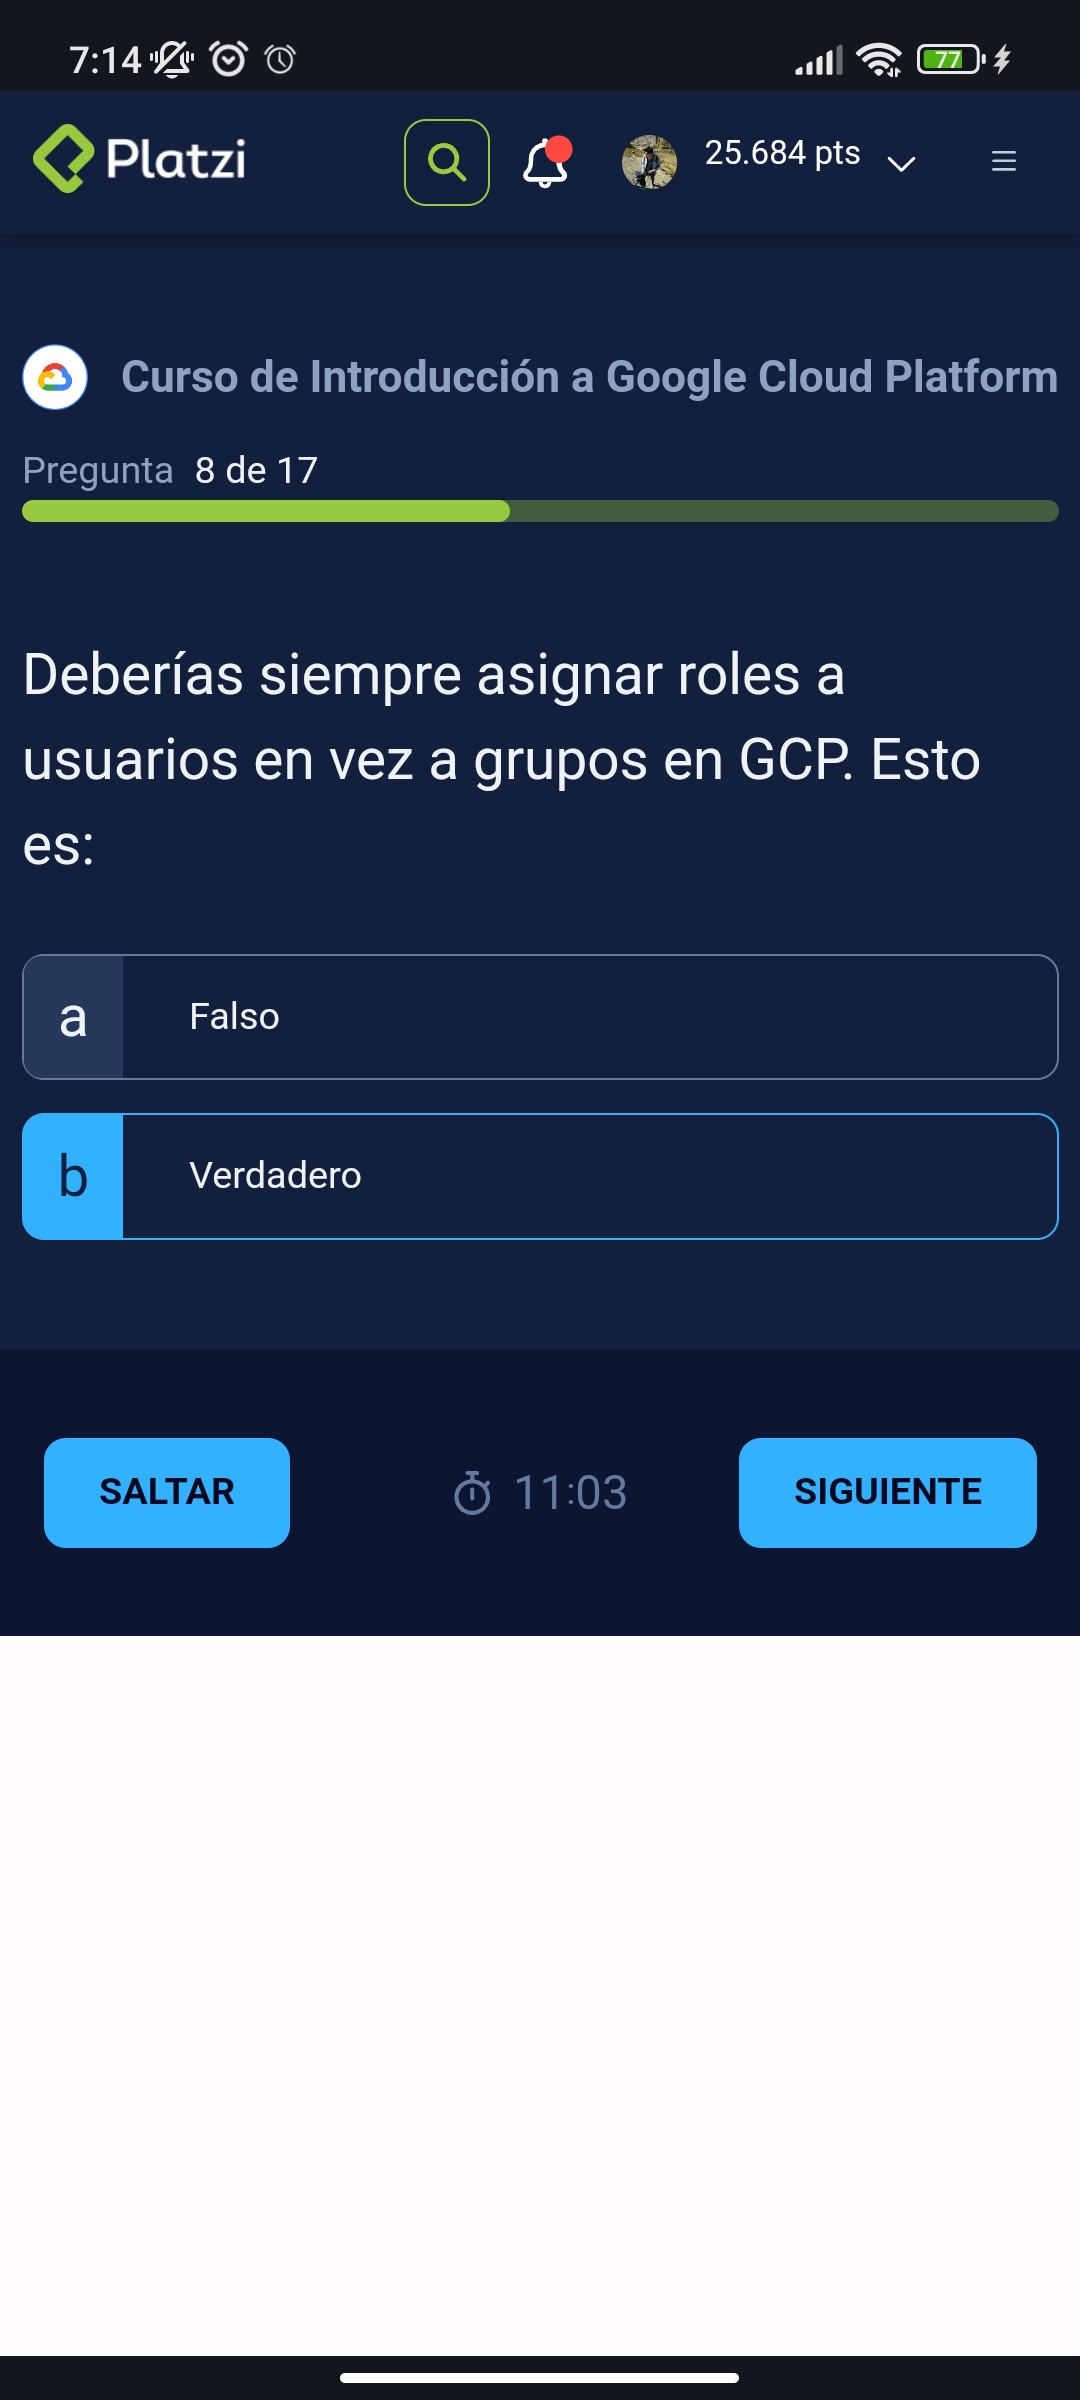 7:14
77
Platzi
25.684 pts
Curso de Introducción a Google Cloud Platform
Pregunta 8 de 17
Deberías siempre asignar roles a
usuarios en vez a grupos en GCP. Esto
es:
a Falso
b Verdadero
SALTAR
11:03
SIGUIENTE